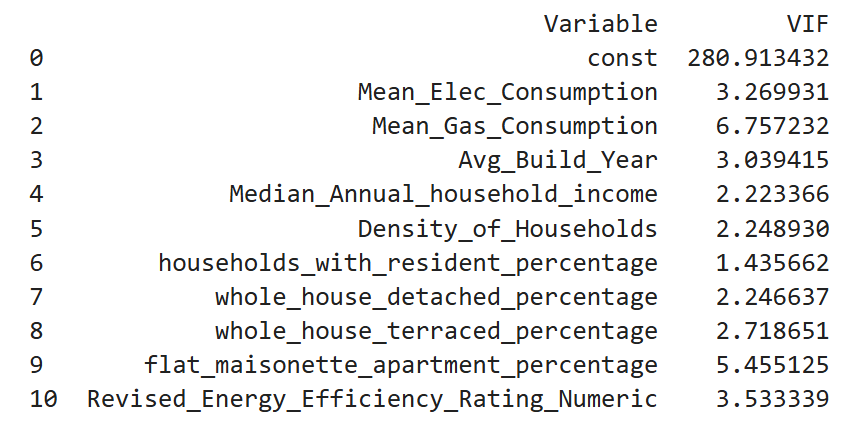 Variable VIF
0 const 280.913432
1 Mean_Elec_Consumption 3.269931
2 Mean_Gas_Consumption 6.757232
3 Avg_Build_Year 3.039415
4 Median_Annual_household_income 2.223366
5 Density_of_Households 2.248930
6 households_with_resident_percentage 1.435662
7 whole_house_detached_percentage 2.246637
8 whole_house_terraced_percentage 2.718651
9 flat_maisonette_apartment_percentage 5.455125
10 Revised_Energy_Efficiency_Rating_Numeric 3.533339